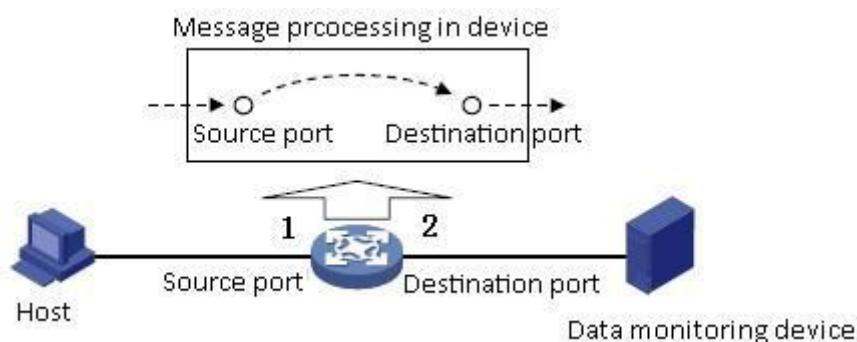 Message prcocessing in device
Source port
Destination port
1
2
Source port
Destination port
Host
Data monitoring device